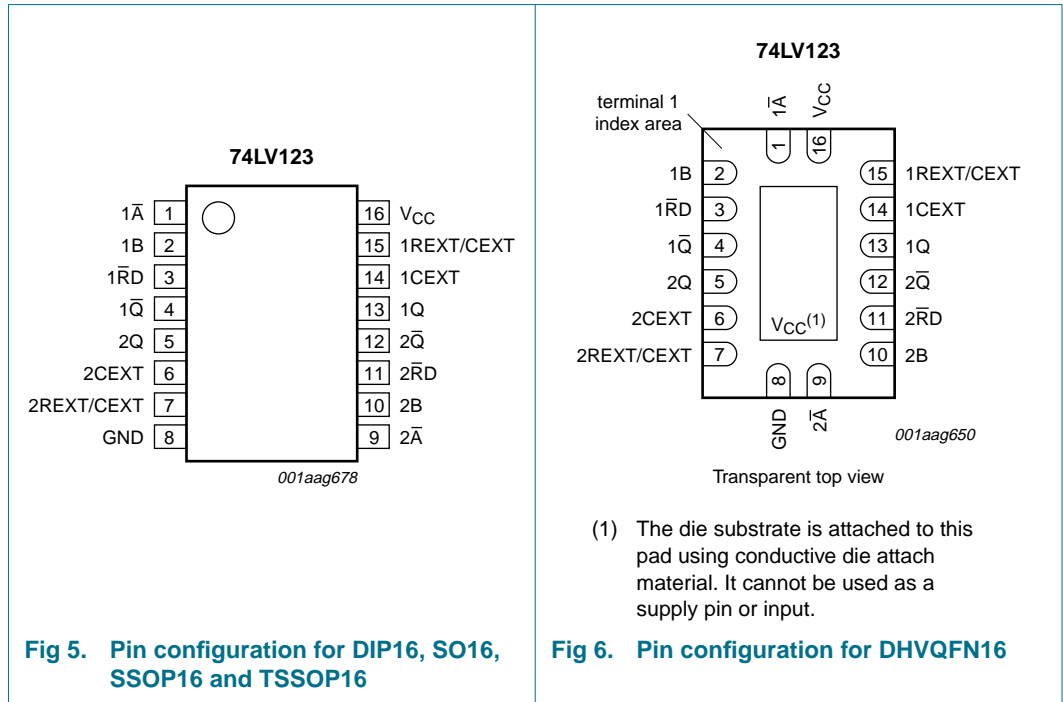 74LV123
1A̅ 1
1B 2
1R̅D 3
1Q̅ 4
2Q 5
2CEXT 6
2REXT/CEXT 7
GND 8
16 VCC
15 1REXT/CEXT
14 1CEXT
13 1Q
12 2Q̅
11 2R̅D
10 2B
9 2A̅
001aag678
Fig 5. Pin configuration for DIP16, SO16,
SSOP16 and TSSOP16
74LV123
terminal 1
index area
1A̅
VCC
1
16
1B 2
1R̅D 3
1Q̅ 4
2Q 5
2CEXT 6
2REXT/CEXT 7
15 1REXT/CEXT
14 1CEXT
13 1Q
12 2Q̅
11 2R̅D
10 2B
VCC(1)
8
9
GND
2A̅
001aag650
Transparent top view
(1) The die substrate is attached to this
pad using conductive die attach
material. It cannot be used as a
supply pin or input.
Fig 6. Pin configuration for DHVQFN16